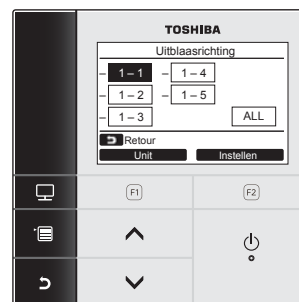 TOSHIBA
Uitblaasrichting
– 1 – 1 – 1 – 4
– 1 – 2 – 1 – 5
– 1 – 3 ALL
Retour
Unit Instellen
F1 F2